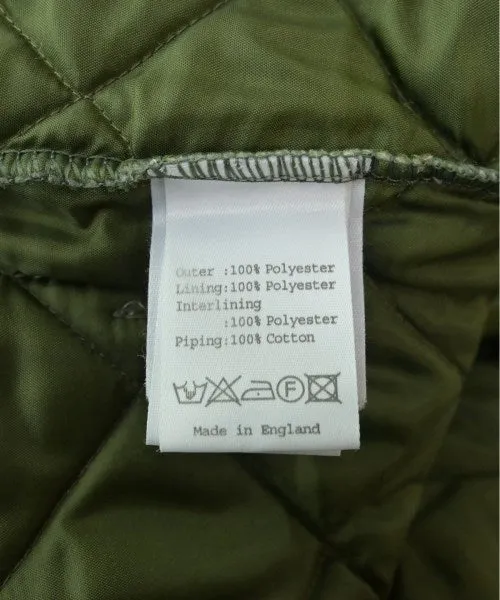 Outer :100% Polyester
Lining:100% Polyester
Interlining
:100% Polyester
Piping:100% Cotton
F
Made in England